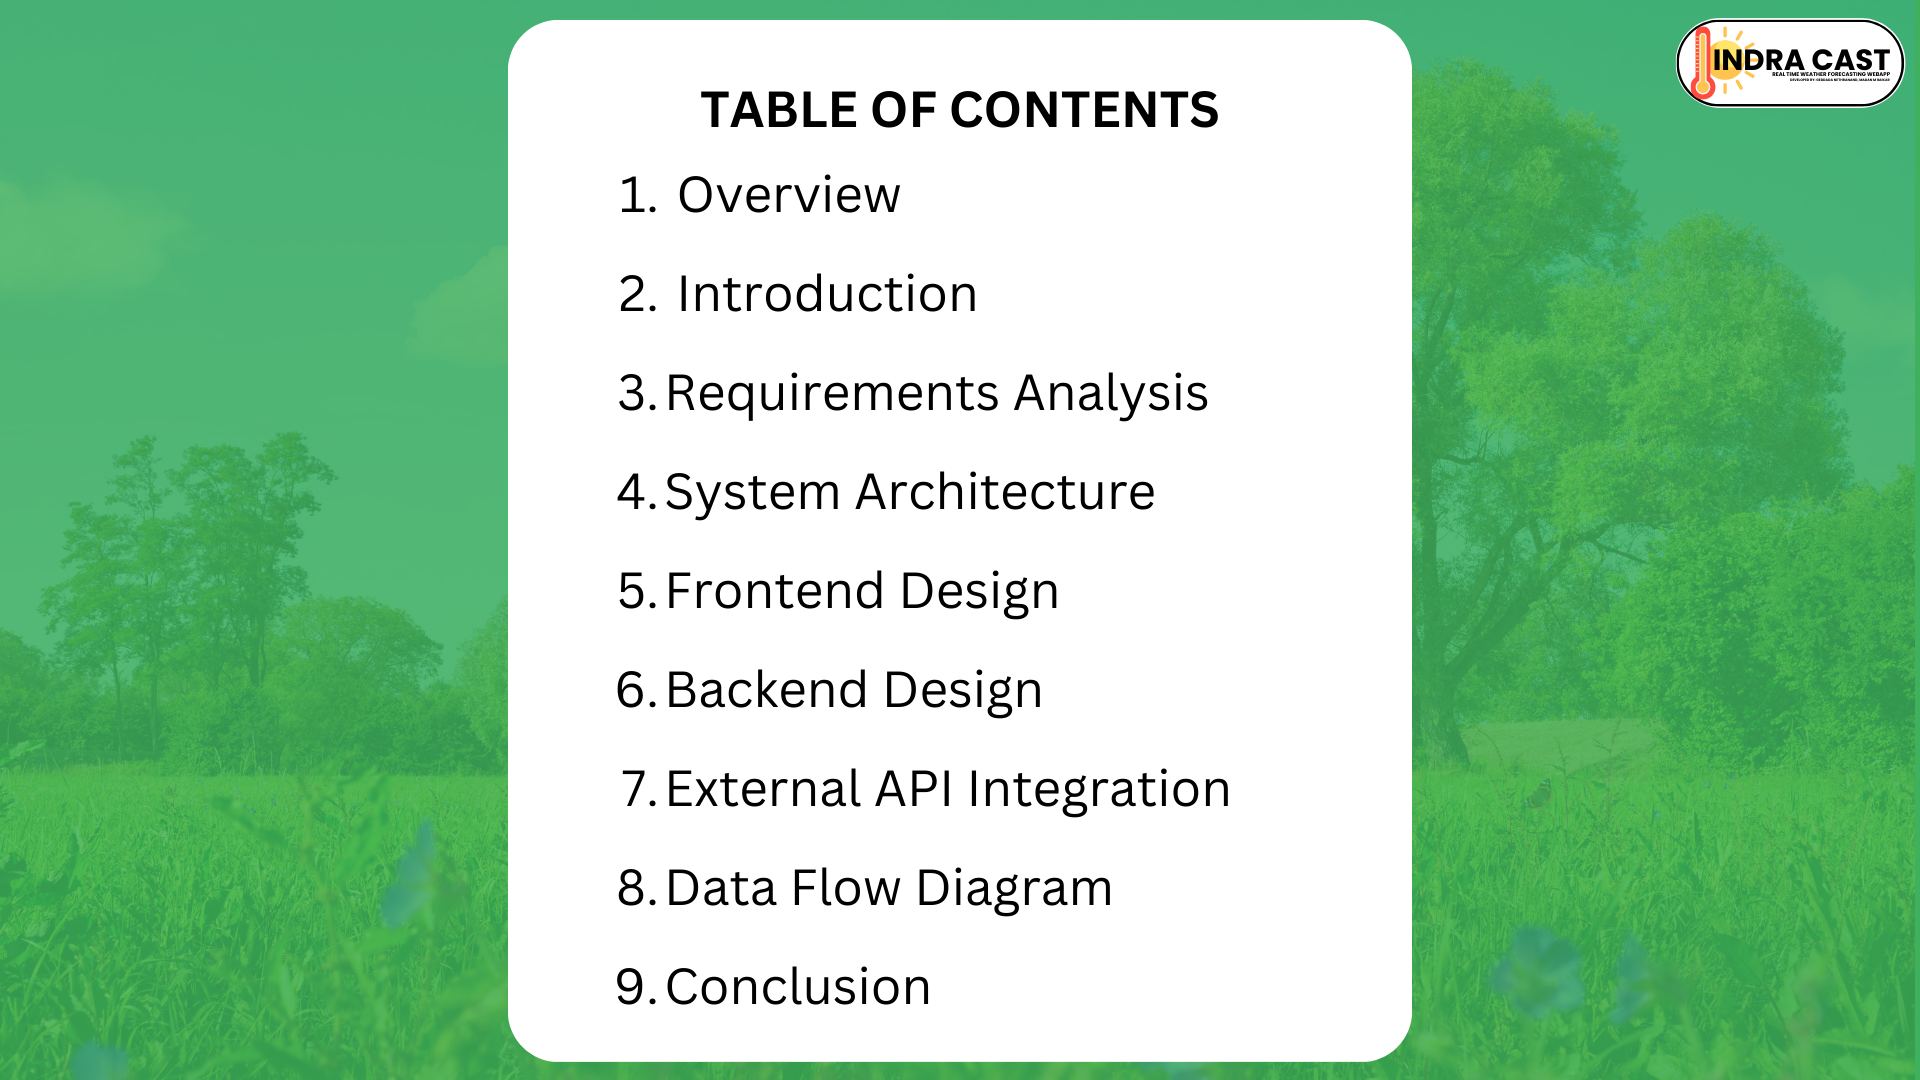 INDRA CAST
REAL TIME WEATHER FORECASTING WEBAPP
TABLE OF CONTENTS
1. Overview
2. Introduction
3. Requirements Analysis
4. System Architecture
5. Frontend Design
6. Backend Design
7. External API Integration
8. Data Flow Diagram
9. Conclusion